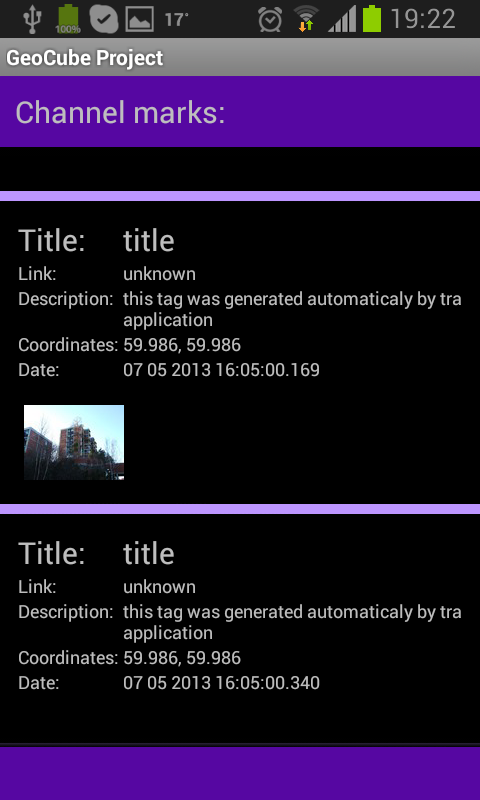 100%
17°
19:22
GeoCube Project
Channel marks:
Title: title
Link: unknown
Description: this tag was generated automaticaly by tra
application
Coordinates: 59.986, 59.986
Date: 07 05 2013 16:05:00.169
Title: title
Link: unknown
Description: this tag was generated automaticaly by tra
application
Coordinates: 59.986, 59.986
Date: 07 05 2013 16:05:00.340